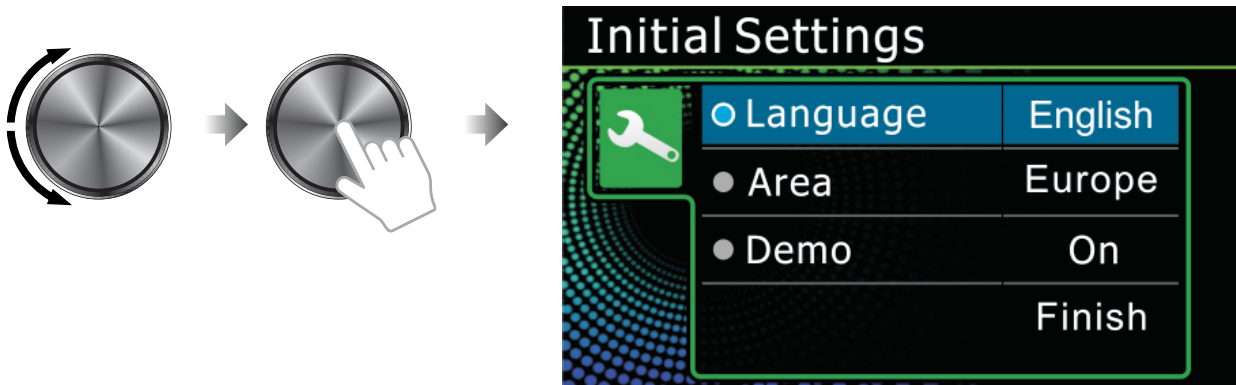 Initial Settings
Language English
Area Europe
Demo On
Finish